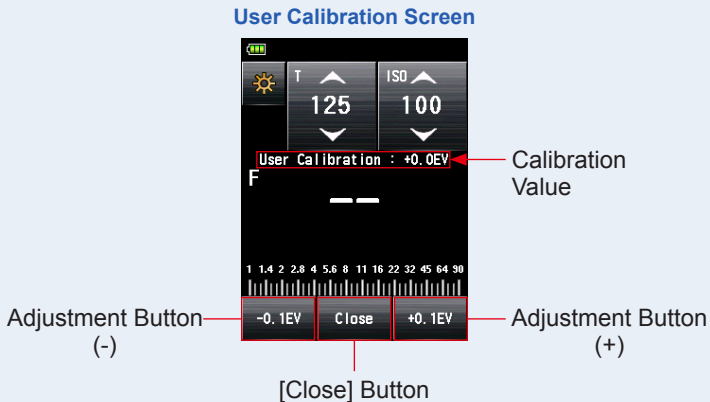 User Calibration Screen
T
ISO
125
100
User Calibration : +0.0EV
Calibration
Value
F
1 1.4 2 2.8 4 5.6 8 11 16 22 32 45 64 90
-0.1EV Close +0.1EV
Adjustment Button
(-)
Adjustment Button
(+)
[Close] Button